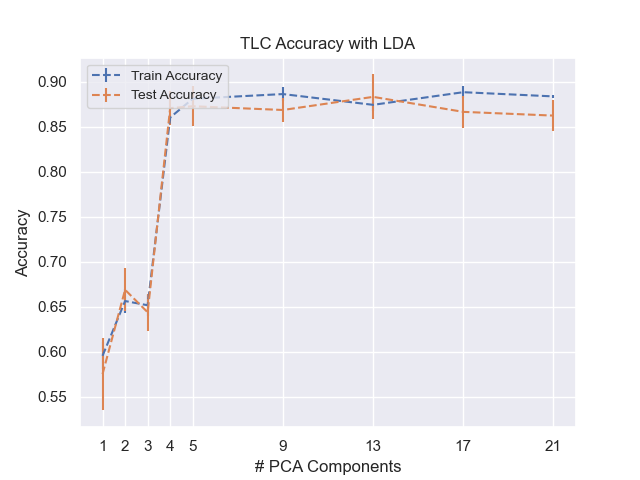 TLC Accuracy with LDA
Train Accuracy
Test Accuracy
0.90
0.85
0.80
0.75
0.70
0.65
0.60
0.55
Accuracy
1 2 3 4 5 9 13 17 21
# PCA Components